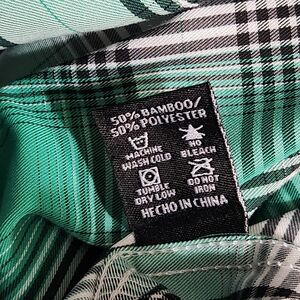 50% BAMBOO/
50% POLYESTER
MACHINE
WASH COLD
NO
BLEACH
TUMBLE
DRY LOW
DO NOT
IRON
HECHO IN CHINA